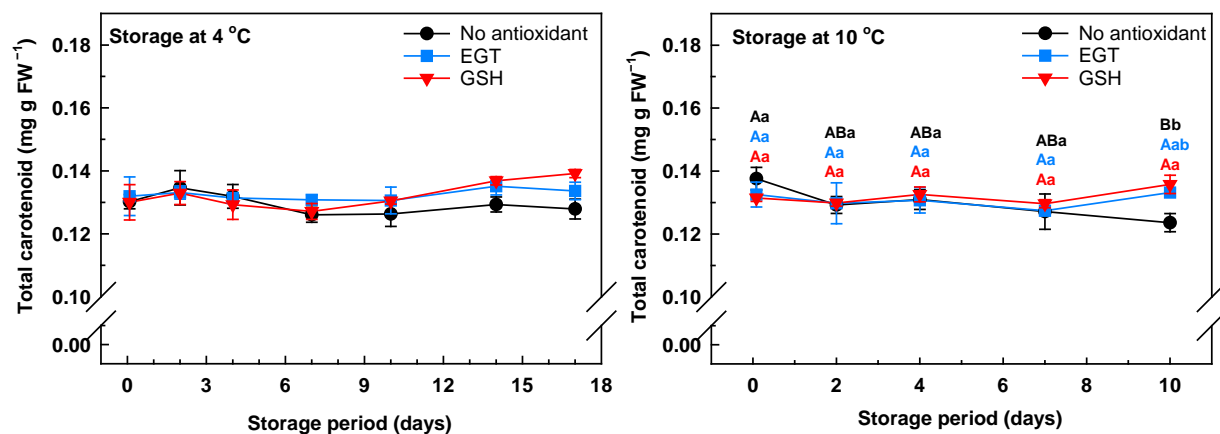 Storage at 4 °C
No antioxidant
EGT
GSH
Total carotenoid (mg g FW⁻¹)
0.18
0.16
0.14
0.12
0.10
0.00
0 3 6 9 12 15 18
Storage period (days)
Storage at 10 °C
No antioxidant
EGT
GSH
Total carotenoid (mg g FW⁻¹)
0.18
0.16
0.14
0.12
0.10
0.00
Aa
Aa
Aa
ABa
Aa
Aa
ABa
Aa
Aa
ABa
Aa
Aa
Bb
Aab
Aa
0 2 4 6 8 10
Storage period (days)